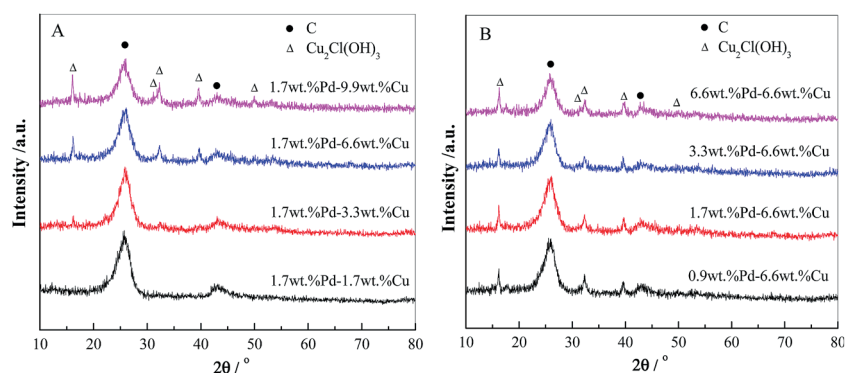 A
● C
Δ Cu₂Cl(OH)₃
1.7wt.%Pd-9.9wt.%Cu
1.7wt.%Pd-6.6wt.%Cu
1.7wt.%Pd-3.3wt.%Cu
1.7wt.%Pd-1.7wt.%Cu
Intensity /a.u.
10 20 30 40 50 60 70 80
2θ / °
B
● C
Δ Cu₂Cl(OH)₃
6.6wt.%Pd-6.6wt.%Cu
3.3wt.%Pd-6.6wt.%Cu
1.7wt.%Pd-6.6wt.%Cu
0.9wt.%Pd-6.6wt.%Cu
Intensity /a.u.
10 20 30 40 50 60 70 80
2θ / °